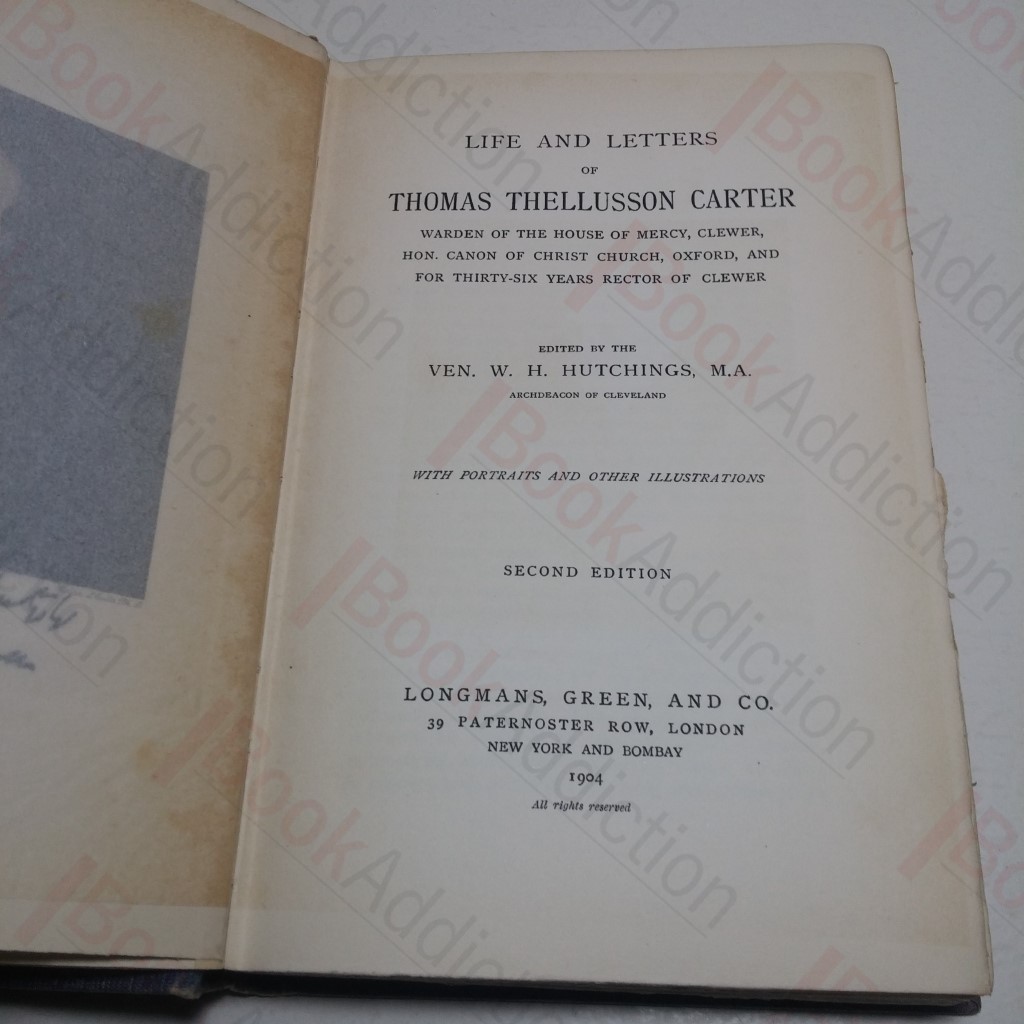 LIFE AND LETTERS
OF
THOMAS THELLUSSON CARTER
WARDEN OF THE HOUSE OF MERCY, CLEWER,
HON. CANON OF CHRIST CHURCH, OXFORD, AND
FOR THIRTY-SIX YEARS RECTOR OF CLEWER
EDITED BY THE
VEN. W. H. HUTCHINGS, M.A.
ARCHDEACON OF CLEVELAND
WITH PORTRAITS AND OTHER ILLUSTRATIONS
SECOND EDITION
LONGMANS, GREEN, AND CO.
39 PATERNOSTER ROW, LONDON
NEW YORK AND BOMBAY
1904
All rights reserved
BookAddiction